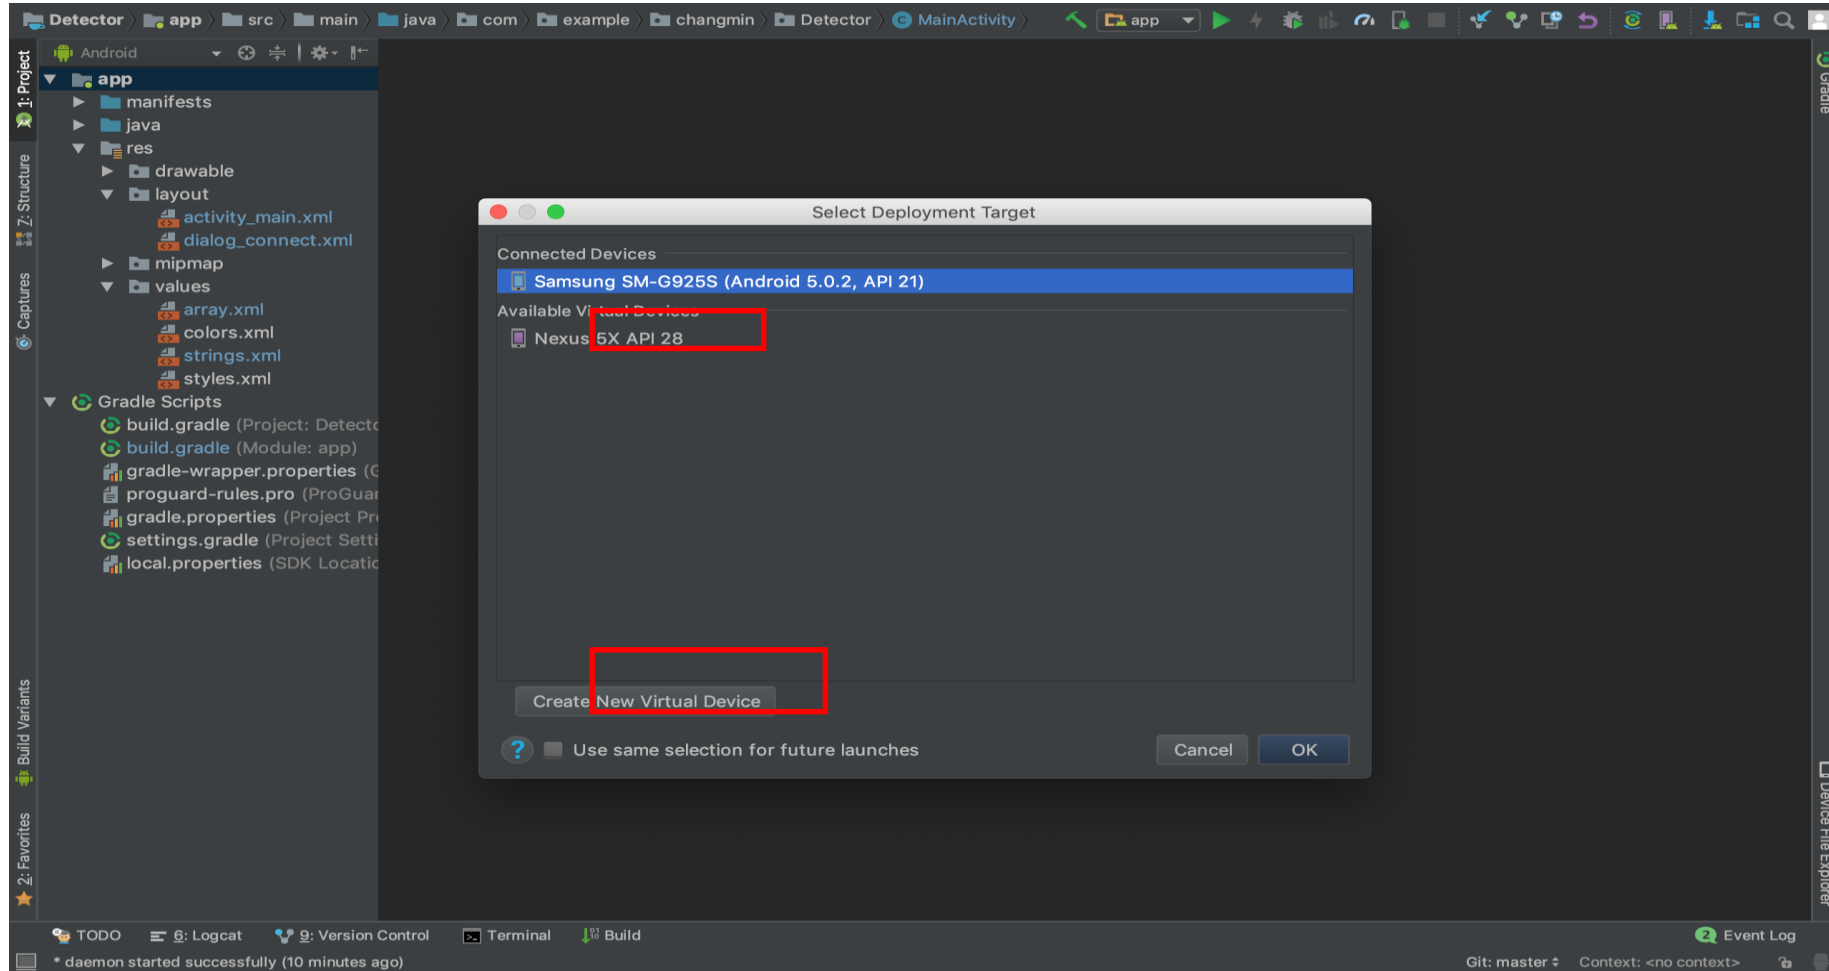 Detector app src main java com example changmin Detector MainActivity app
Android
1: Project
app
manifests
java
res
drawable
layout
activity_main.xml
dialog_connect.xml
mipmap
values
array.xml
colors.xml
strings.xml
styles.xml
Gradle Scripts
build.gradle (Project: Detecto
build.gradle (Module: app)
gradle-wrapper.properties (G
proguard-rules.pro (ProGuar
gradle.properties (Project Pr
settings.gradle (Project Setti
local.properties (SDK Locatic
Z: Structure
Captures
Build Variants
2: Favorites
Select Deployment Target
Connected Devices
Samsung SM-G925S (Android 5.0.2, API 21)
Available Virtual Devices
Nexus 5X API 28
Create New Virtual Device
? Use same selection for future launches
Cancel OK
Gradle
Device File Explorer
TODO 6: Logcat 9: Version Control Terminal Build 2 Event Log
* daemon started successfully (10 minutes ago) Git: master Context: <no context>